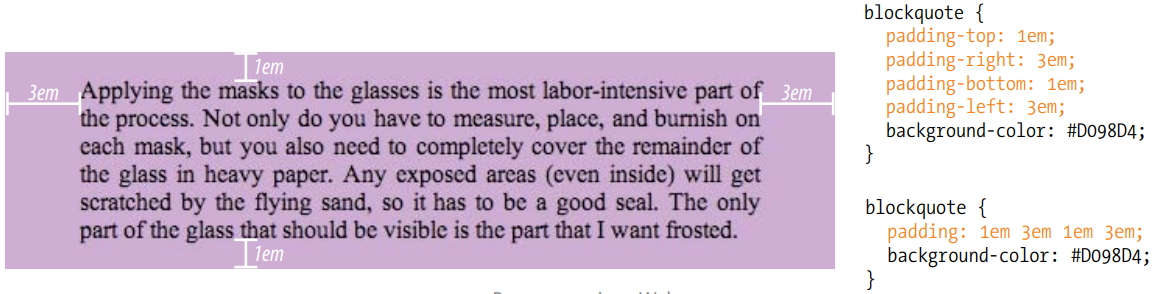 blockquote {
padding-top: 1em;
padding-right: 3em;
padding-bottom: 1em;
padding-left: 3em;
background-color: #D098D4;
}
blockquote {
padding: 1em 3em 1em 3em;
background-color: #D098D4;
}
1em
3em
3em
Applying the masks to the glasses is the most labor-intensive part of
the process. Not only do you have to measure, place, and burnish on
each mask, but you also need to completely cover the remainder of
the glass in heavy paper. Any exposed areas (even inside) will get
scratched by the flying sand, so it has to be a good seal. The only
part of the glass that should be visible is the part that I want frosted.
1em